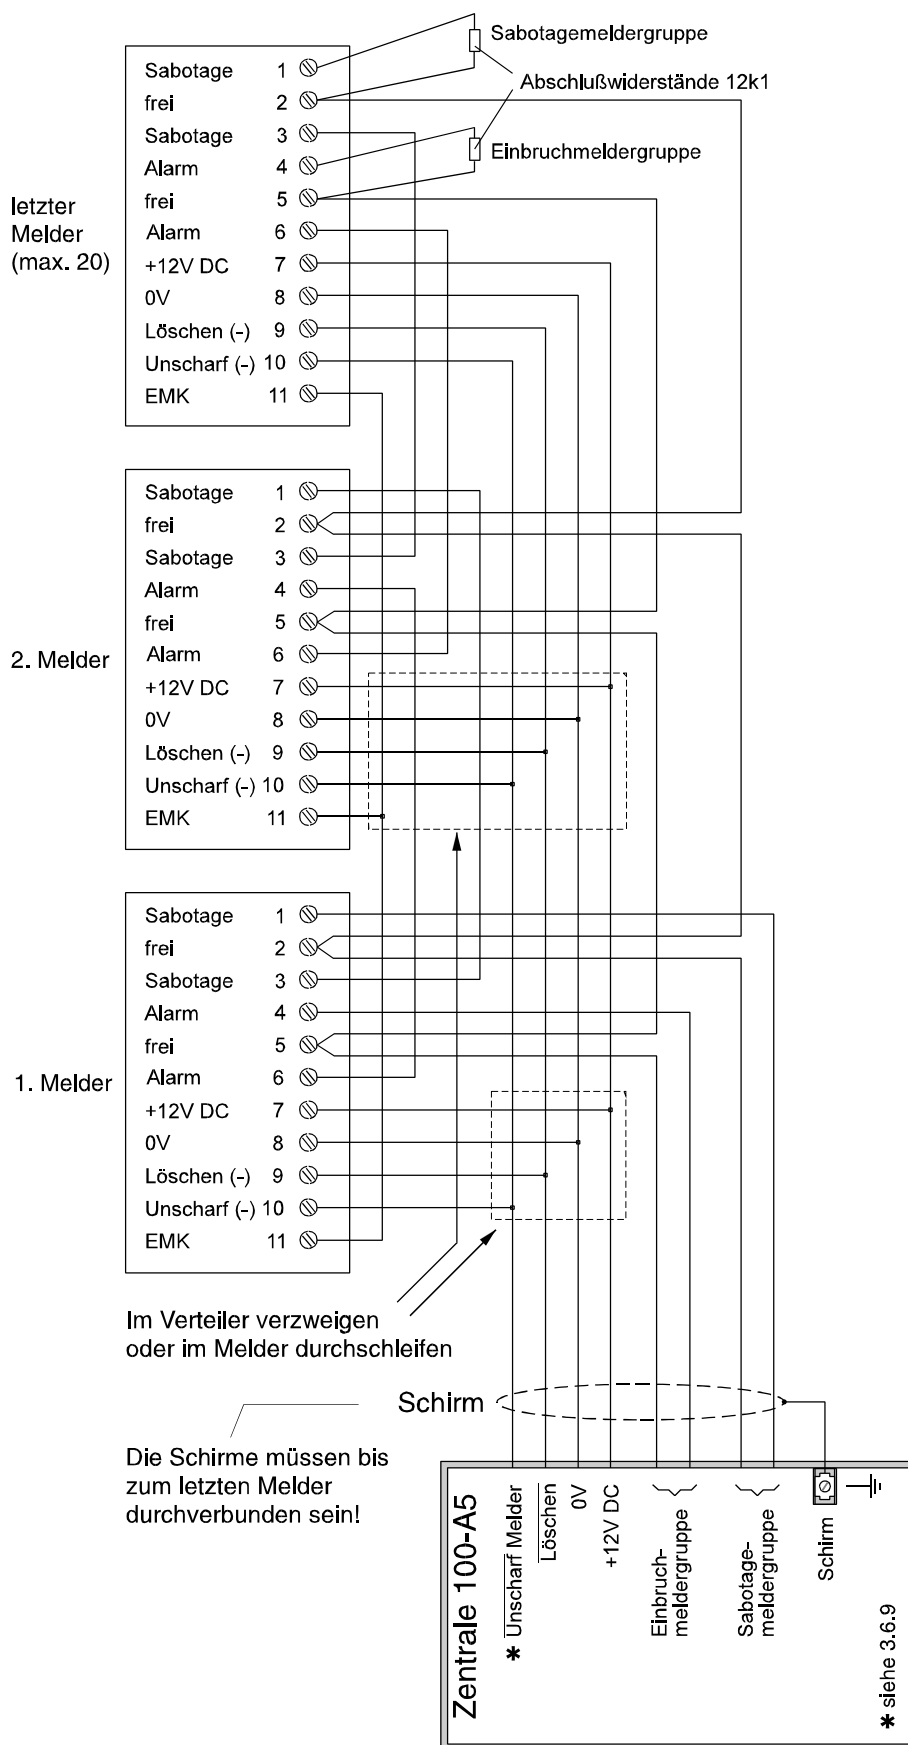 Sabotagemeldergruppe
Abschlußwiderstände 12k1
Einbruchmeldergruppe
letzter
Melder
(max. 20)
Sabotage 1
frei 2
Sabotage 3
Alarm 4
frei 5
Alarm 6
+12V DC 7
0V 8
Löschen (-) 9
Unscharf (-) 10
EMK 11
2. Melder
Sabotage 1
frei 2
Sabotage 3
Alarm 4
frei 5
Alarm 6
+12V DC 7
0V 8
Löschen (-) 9
Unscharf (-) 10
EMK 11
1. Melder
Sabotage 1
frei 2
Sabotage 3
Alarm 4
frei 5
Alarm 6
+12V DC 7
0V 8
Löschen (-) 9
Unscharf (-) 10
EMK 11
Im Verteiler verzweigen
oder im Melder durchschleifen
Schirm
Die Schirme müssen bis
zum letzten Melder
durchverbunden sein!
Zentrale 100-A5
* Unscharf Melder
Löschen
0V
+12V DC
Einbruch-
meldergruppe
Sabotage-
meldergruppe
Schirm
* siehe 3.6.9